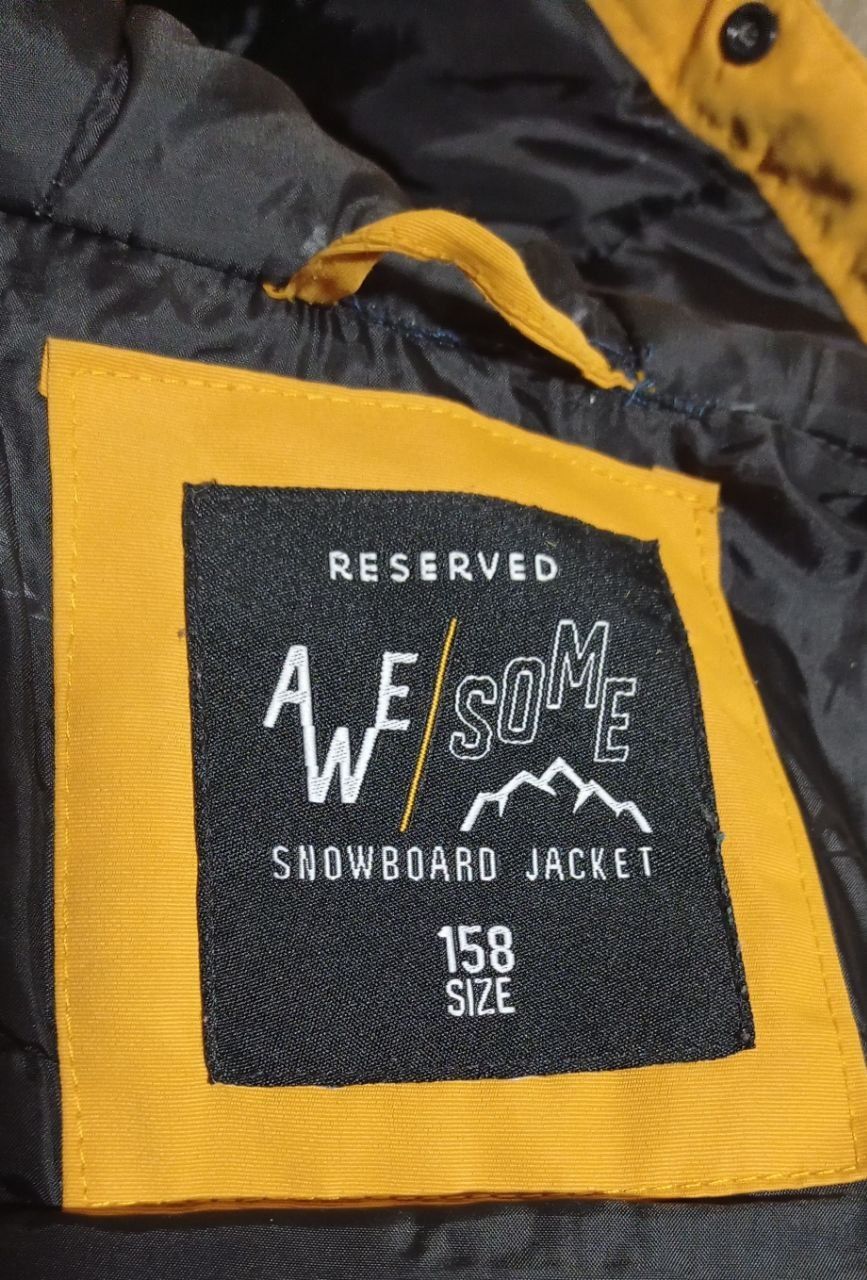 RESERVED
AWE/SOME
SNOWBOARD JACKET
158
SIZE